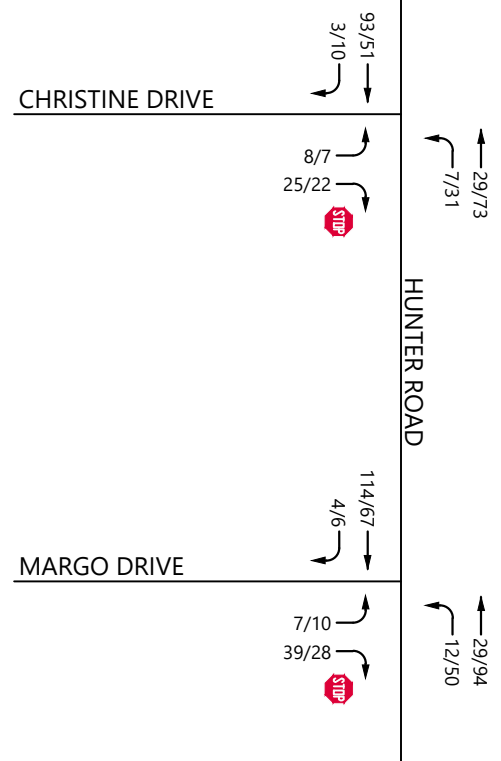 93/51
3/10
CHRISTINE DRIVE
8/7
25/22
STOP
29/73
7/31
HUNTER ROAD
114/67
4/6
MARGO DRIVE
7/10
39/28
STOP
29/94
12/50